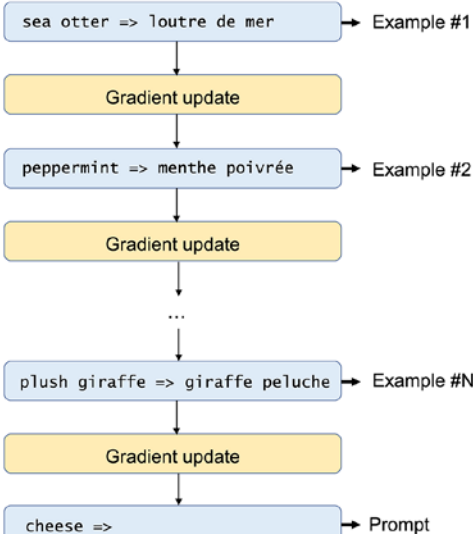 sea otter => loutre de mer
Example #1
Gradient update
peppermint => menthe poivrée
Example #2
Gradient update
...
plush giraffe => giraffe peluche
Example #N
Gradient update
cheese =>
Prompt